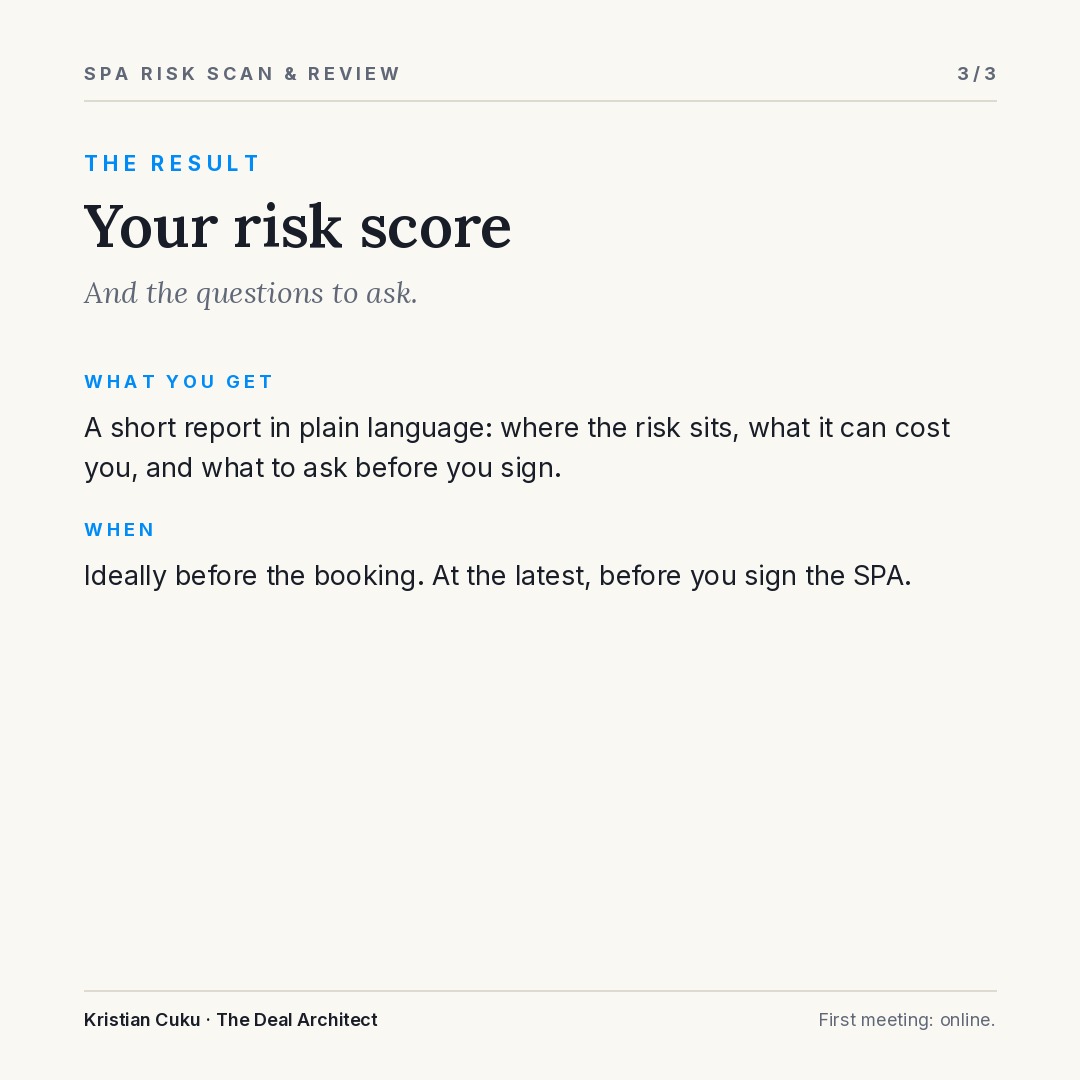 SPA RISK SCAN & REVIEW
3/3
THE RESULT
Your risk score
And the questions to ask.
WHAT YOU GET
A short report in plain language: where the risk sits, what it can cost
you, and what to ask before you sign.
WHEN
Ideally before the booking. At the latest, before you sign the SPA.
Kristian Cuku · The Deal Architect
First meeting: online.